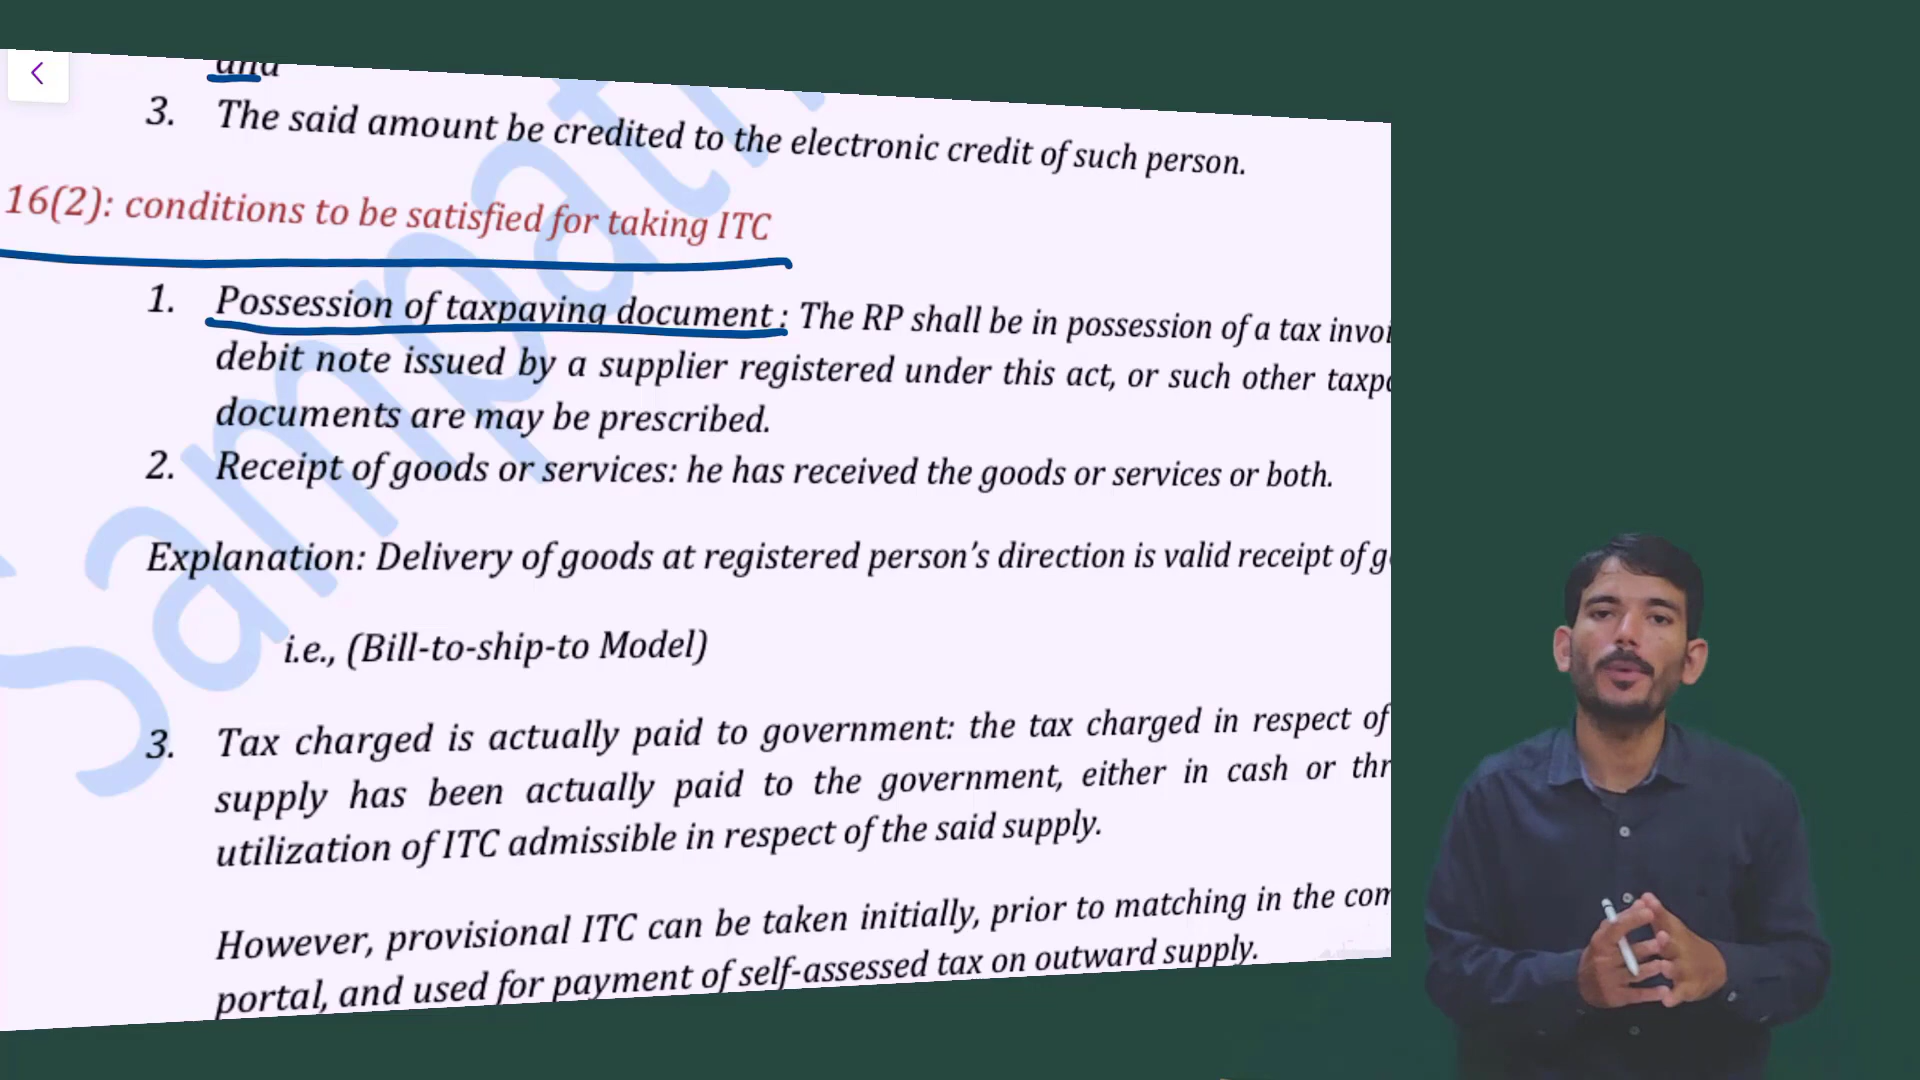 and
3. The said amount be credited to the electronic credit of such person.
16(2): conditions to be satisfied for taking ITC
1. Possession of taxpaying document : The RP shall be in possession of a tax
debit note issued by a supplier registered under this act, or such other
documents are may be prescribed.
2. Receipt of goods or services: he has received the goods or services or both.
Explanation: Delivery of goods at registered person's direction is valid receipt of
i.e., (Bill-to-ship-to Model)
3. Tax charged is actually paid to government: the tax charged in respect of
supply has been actually paid to the government, either in cash or
utilization of ITC admissible in respect of the said supply.
However, provisional ITC can be taken initially, prior to matching in the
portal, and used for payment of self-assessed tax on outward supply.
Sampath